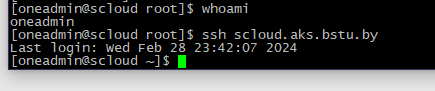 [oneadmin@scloud root]$ whoami
oneadmin
[oneadmin@scloud root]$ ssh scloud.aks.bstu.by
Last login: Wed Feb 28 23:42:07 2024
[oneadmin@scloud ~]$